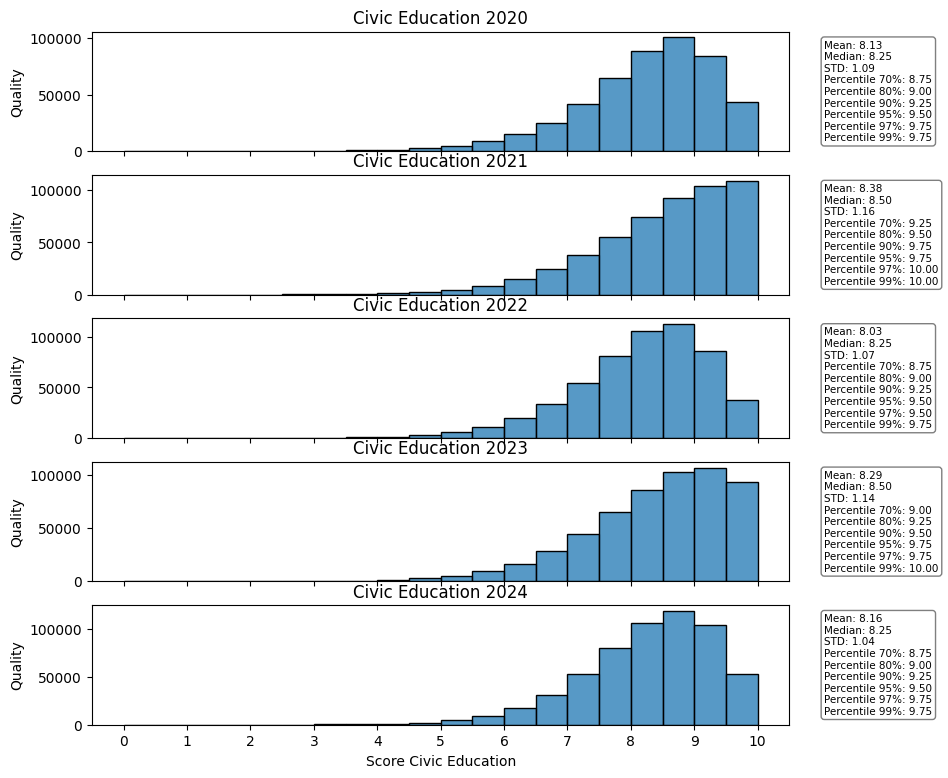 Civic Education 2020
100000
50000
0
Quality
Mean: 8.13
Median: 8.25
STD: 1.09
Percentile 70%: 8.75
Percentile 80%: 9.00
Percentile 90%: 9.25
Percentile 95%: 9.50
Percentile 97%: 9.75
Percentile 99%: 9.75
Civic Education 2021
100000
50000
0
Quality
Mean: 8.38
Median: 8.50
STD: 1.16
Percentile 70%: 9.25
Percentile 80%: 9.50
Percentile 90%: 9.75
Percentile 95%: 9.75
Percentile 97%: 10.00
Percentile 99%: 10.00
Civic Education 2022
100000
50000
0
Quality
Mean: 8.03
Median: 8.25
STD: 1.07
Percentile 70%: 8.75
Percentile 80%: 9.00
Percentile 90%: 9.25
Percentile 95%: 9.50
Percentile 97%: 9.50
Percentile 99%: 9.75
Civic Education 2023
100000
50000
0
Quality
Mean: 8.29
Median: 8.50
STD: 1.14
Percentile 70%: 9.00
Percentile 80%: 9.25
Percentile 90%: 9.50
Percentile 95%: 9.75
Percentile 97%: 9.75
Percentile 99%: 10.00
Civic Education 2024
100000
50000
0
Quality
Mean: 8.16
Median: 8.25
STD: 1.04
Percentile 70%: 8.75
Percentile 80%: 9.00
Percentile 90%: 9.25
Percentile 95%: 9.50
Percentile 97%: 9.75
Percentile 99%: 9.75
0 1 2 3 4 5 6 7 8 9 10
Score Civic Education